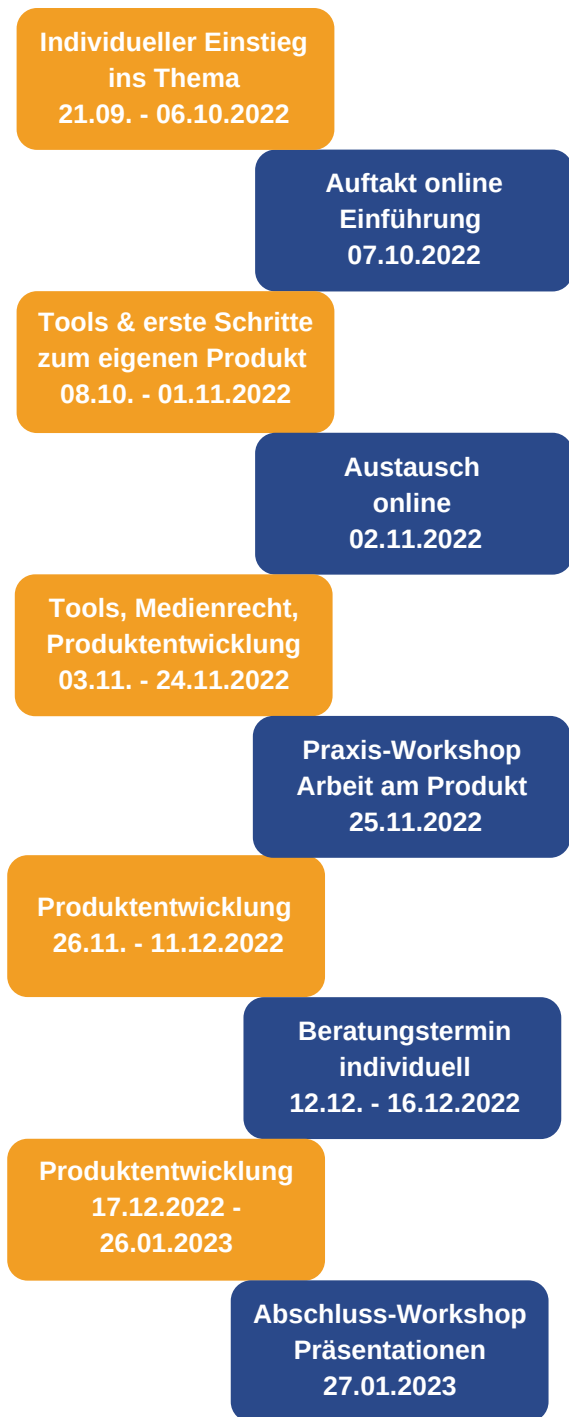 Individueller Einstieg
ins Thema
21.09. - 06.10.2022
Auftakt online
Einführung
07.10.2022
Tools & erste Schritte
zum eigenen Produkt
08.10. - 01.11.2022
Austausch
online
02.11.2022
Tools, Medienrecht,
Produktentwicklung
03.11. - 24.11.2022
Praxis-Workshop
Arbeit am Produkt
25.11.2022
Produktentwicklung
26.11. - 11.12.2022
Beratungstermin
individuell
12.12. - 16.12.2022
Produktentwicklung
17.12.2022 -
26.01.2023
Abschluss-Workshop
Präsentationen
27.01.2023